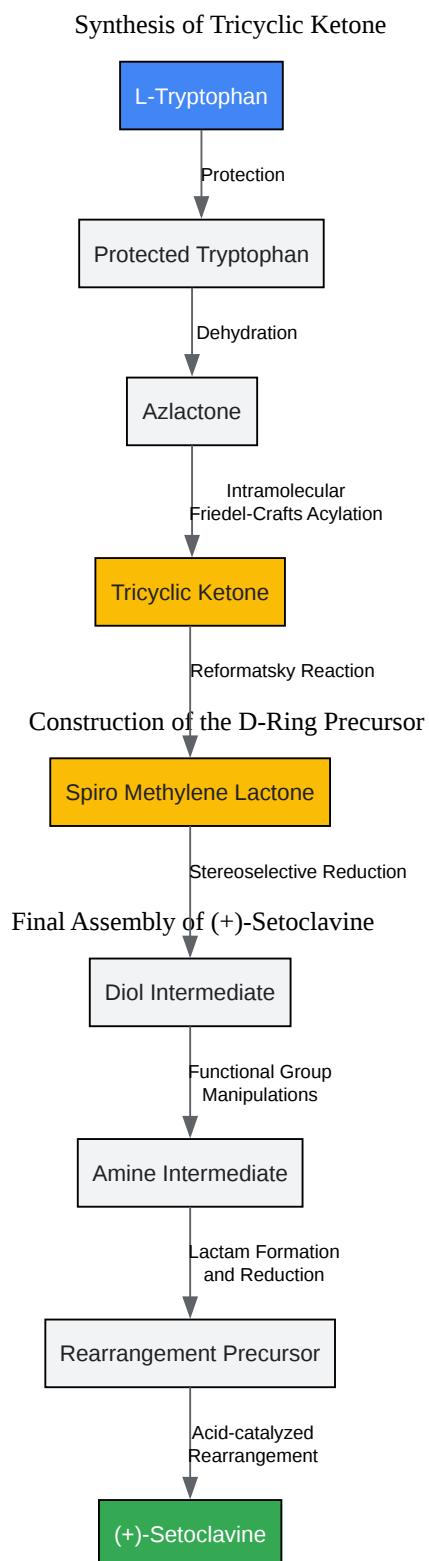 Synthesis of Tricyclic Ketone
L-Tryptophan
Protection
Protected Tryptophan
Dehydration
Azlactone
Intramolecular
Friedel-Crafts Acylation
Tricyclic Ketone
Reformatsky Reaction
Construction of the D-Ring Precursor
Spiro Methylene Lactone
Stereoselective Reduction
Final Assembly of (+)-Setoclavine
Diol Intermediate
Functional Group
Manipulations
Amine Intermediate
Lactam Formation
and Reduction
Rearrangement Precursor
Acid-catalyzed
Rearrangement
(+)-Setoclavine